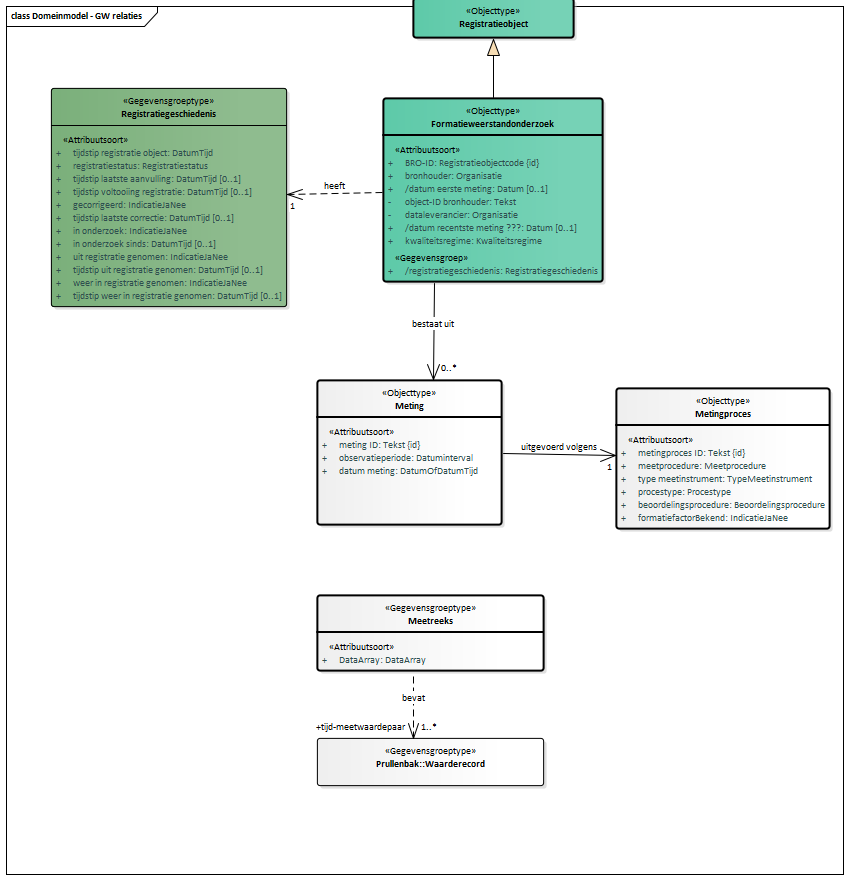 class Domeinmodel - GW relaties
«Objecttype»
Registratieobject
«Gegevensgroeptype»
Registratiegeschiedenis
«Attribuutsoort»
+ tijdstip registratie object: DatumTijd
+ registratiestatus: Registratiestatus
+ tijdstip laatste aanvulling: DatumTijd [0..1]
+ tijdstip voltooiing registratie: DatumTijd [0..1]
+ gecorrigeerd: IndicatieJaNee
+ tijdstip laatste correctie: DatumTijd [0..1]
+ in onderzoek: IndicatieJaNee
+ in onderzoek sinds: DatumTijd [0..1]
+ uit registratie genomen: IndicatieJaNee
+ tijdstip uit registratie genomen: DatumTijd [0..1]
+ weer in registratie genomen: IndicatieJaNee
+ tijdstip weer in registratie genomen: DatumTijd [0..1]
heeft
1
«Objecttype»
Formatieweerstandonderzoek
«Attribuutsoort»
+ BRO-ID: Registratieobjectcode {id}
+ bronhouder: Organisatie
+ /datum eerste meting: Datum [0..1]
- object-ID bronhouder: Tekst
- dataleverancier: Organisatie
+ /datum recentste meting ???: Datum [0..1]
+ kwaliteitsregime: Kwaliteitsregime
«Gegevensgroep»
+ /registratiegeschiedenis: Registratiegeschiedenis
bestaat uit
0..*
«Objecttype»
Meting
«Attribuutsoort»
+ meting ID: Tekst {id}
+ observatieperiode: Datuminterval
+ datum meting: DatumOfDatumTijd
uitgevoerd volgens
1
«Objecttype»
Metingproces
«Attribuutsoort»
+ metingproces ID: Tekst {id}
+ meetprocedure: Meetprocedure
+ type meetinstrument: TypeMeetinstrument
+ procestype: Procestype
+ beoordelingsprocedure: Beoordelingsprocedure
+ formatiefactorBekend: IndicatieJaNee
«Gegevensgroeptype»
Meetreeks
«Attribuutsoort»
+ DataArray: DataArray
bevat
+tijd-meetwaardepaar 1..*
«Gegevensgroeptype»
Prullenbak::Waarderecord